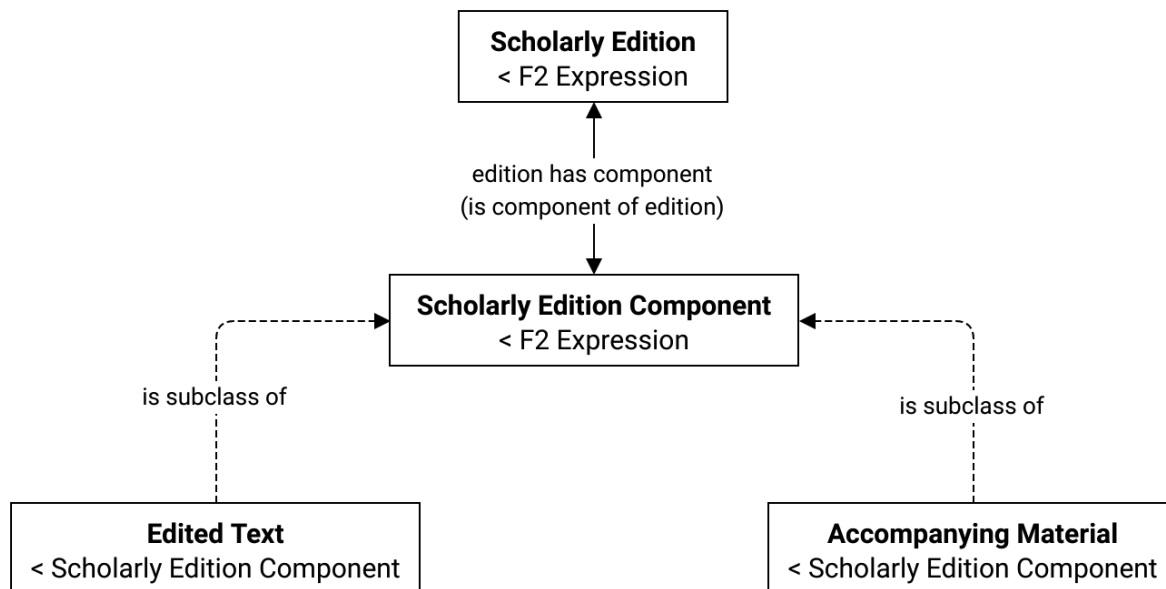 Scholarly Edition
< F2 Expression
edition has component
(is component of edition)
Scholarly Edition Component
< F2 Expression
is subclass of
is subclass of
Edited Text
< Scholarly Edition Component
Accompanying Material
< Scholarly Edition Component